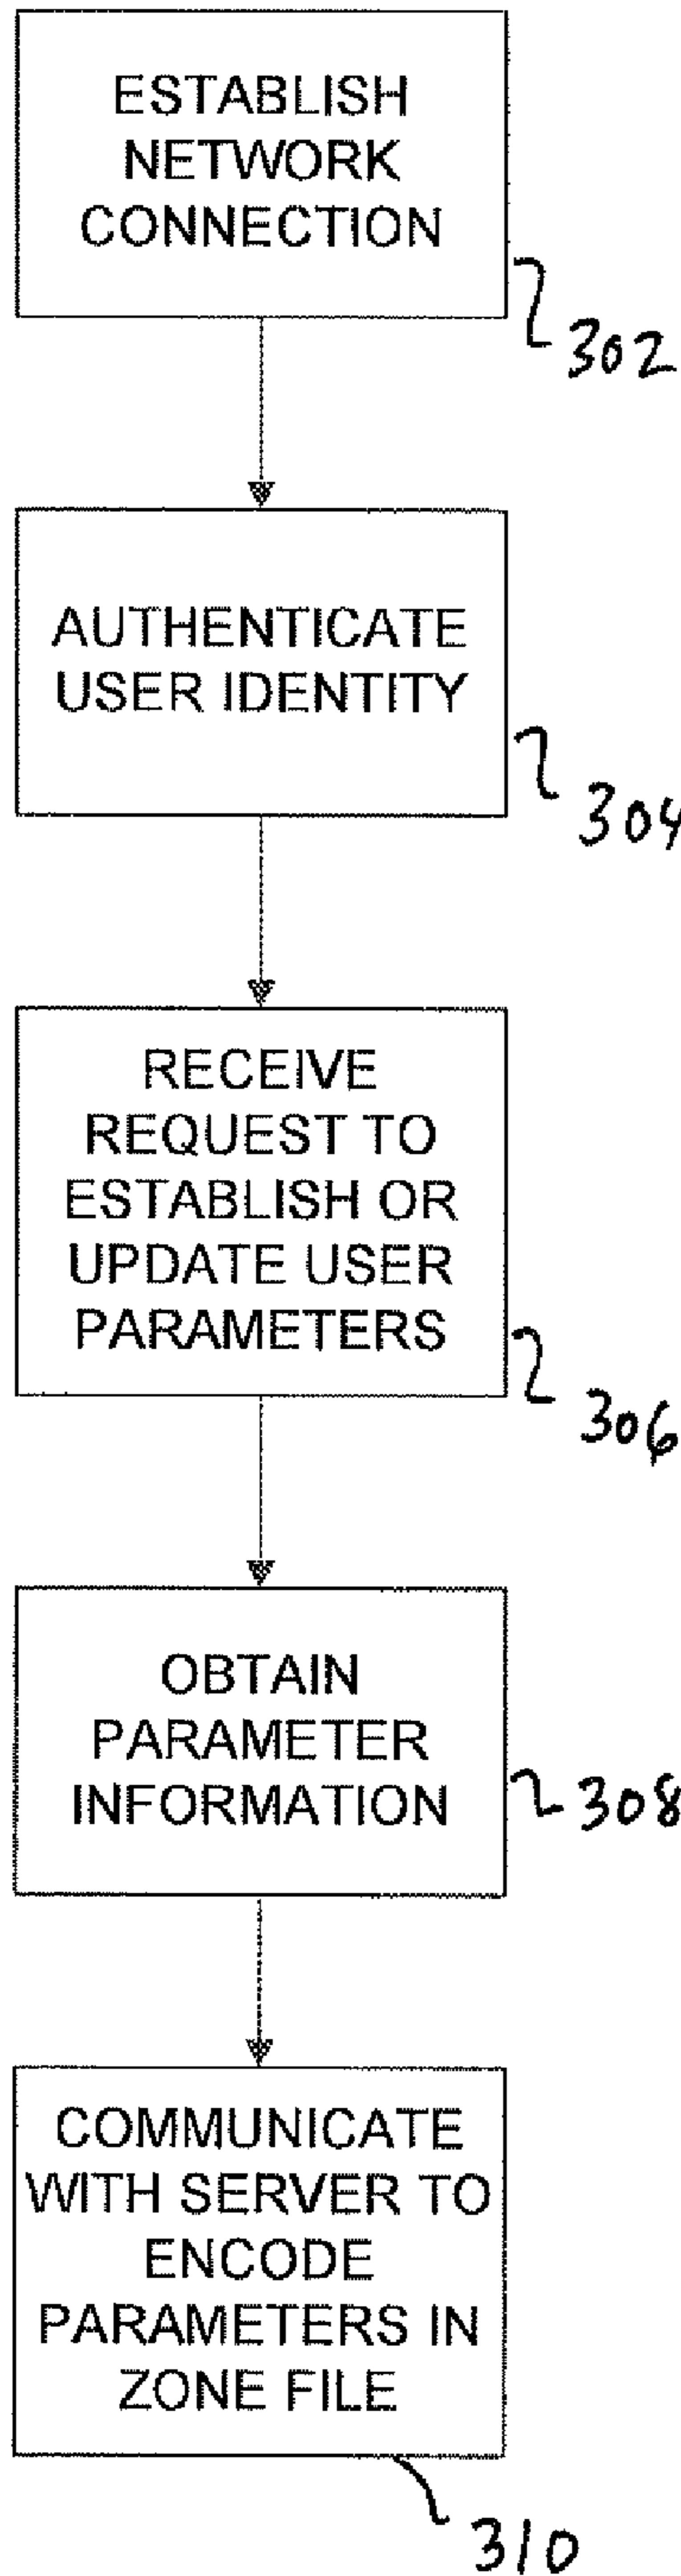 ESTABLISH
NETWORK
CONNECTION
302
AUTHENTICATE
USER IDENTITY
304
RECEIVE
REQUEST TO
ESTABLISH OR
UPDATE USER
PARAMETERS
306
OBTAIN
PARAMETER
INFORMATION
308
COMMUNICATE
WITH SERVER TO
ENCODE
PARAMETERS IN
ZONE FILE
310